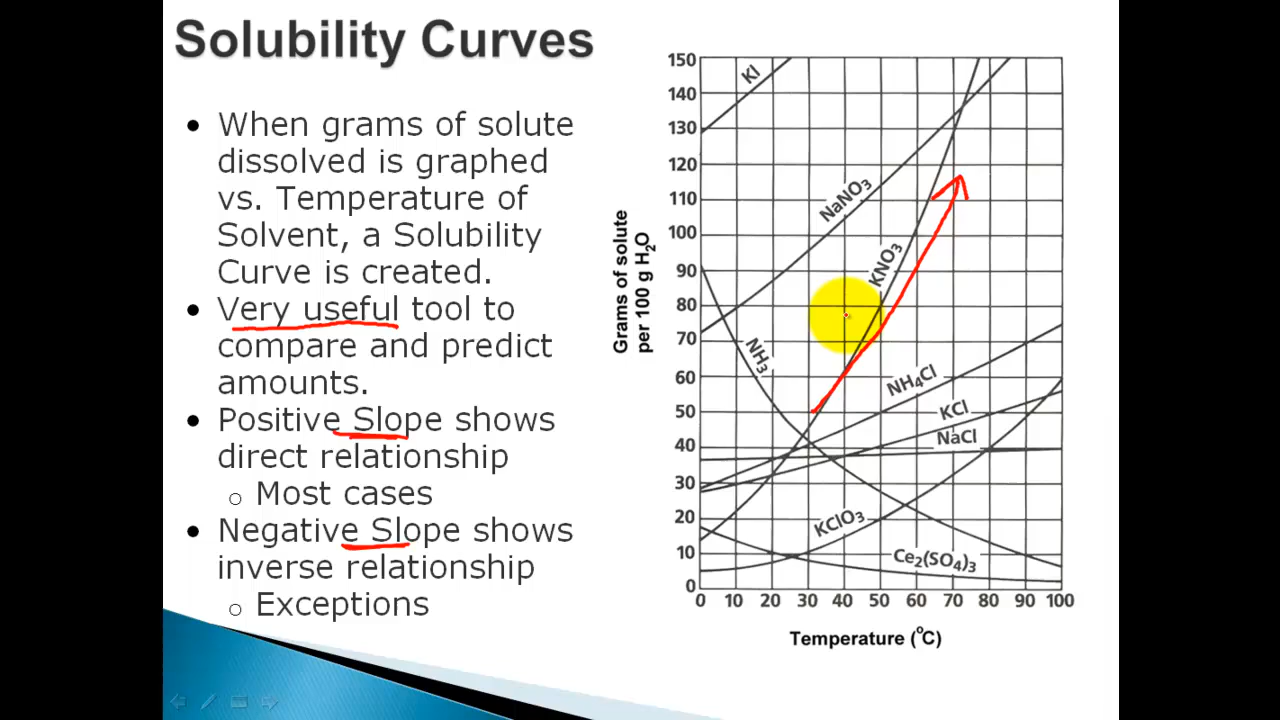 Solubility Curves
• When grams of solute
dissolved is graphed
vs. Temperature of
Solvent, a Solubility
Curve is created.
• Very useful tool to
compare and predict
amounts.
• Positive Slope shows
direct relationship
o Most cases
• Negative Slope shows
inverse relationship
o Exceptions
Grams of solute
per 100 g H₂O
150
140
130
120
110
100
90
80
70
60
50
40
30
20
10
0
KI
NaNO₃
KNO₃
NH₃
NH₄Cl
KCl
NaCl
KClO₃
Ce₂(SO₄)₃
0 10 20 30 40 50 60 70 80 90 100
Temperature (°C)